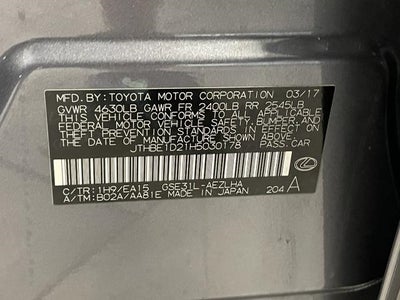 MFD.BY:TOYOTA MOTOR CORPORATION 03/17
GVWR 4630LB GAWR FR 2400LB RR 2545LB
THIS VEHICLE CONFORMS TO ALL APPLICABLE
FEDERAL MOTOR VEHICLE SAFETY, BUMPER, AND
THEFT PREVENTION STANDARDS IN EFFECT ON
THE DATE OF MANUFACTURE SHOWN ABOVE.
JTHBE1D21H5030178 PASS.CAR
C/TR:1H9/EA15 GSE31L-AEZLHA
A/TM:B02A/AA81E MADE IN JAPAN 204 A